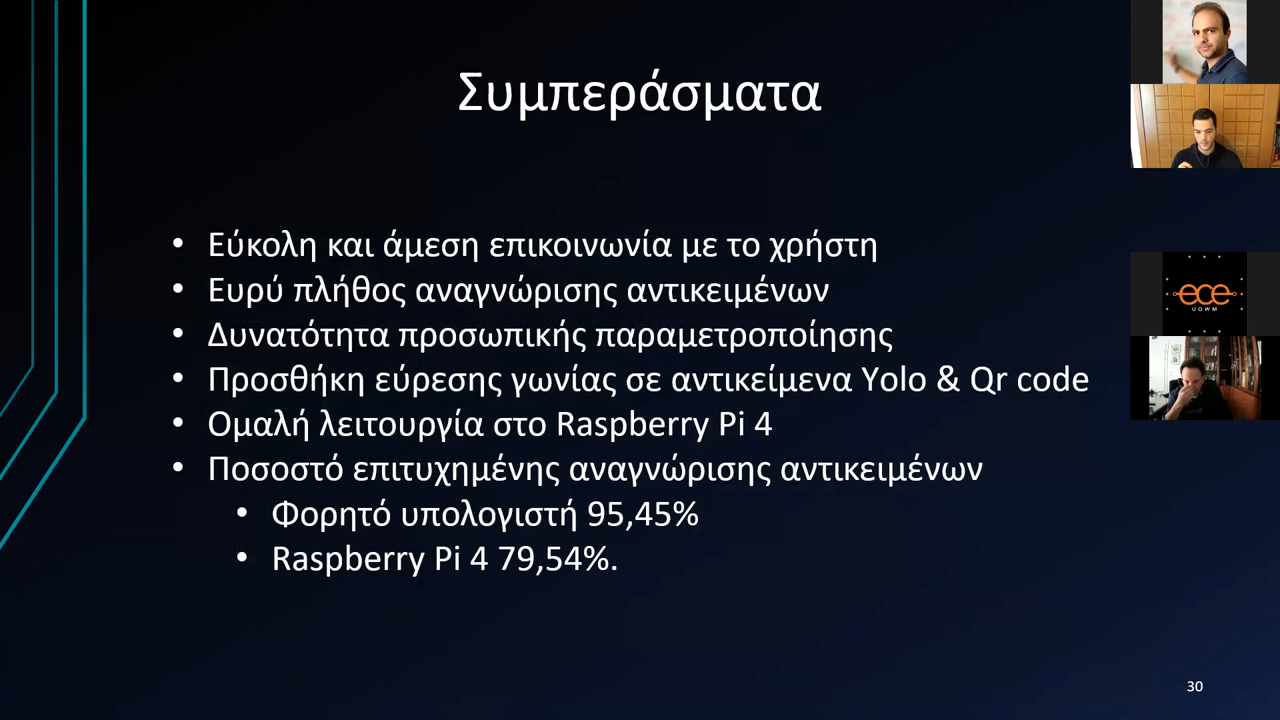 Συμπεράσματα
• Εύκολη και άμεση επικοινωνία με το χρήστη
• Ευρύ πλήθος αναγνώρισης αντικειμένων
• Δυνατότητα προσωπικής παραμετροποίησης
• Προσθήκη εύρεσης γωνίας σε αντικείμενα Yolo & Qr code
• Ομαλή λειτουργία στο Raspberry Pi 4
• Ποσοστό επιτυχημένης αναγνώρισης αντικειμένων
• Φορητό υπολογιστή 95,45%
• Raspberry Pi 4 79,54%.
ece
UOWM
30